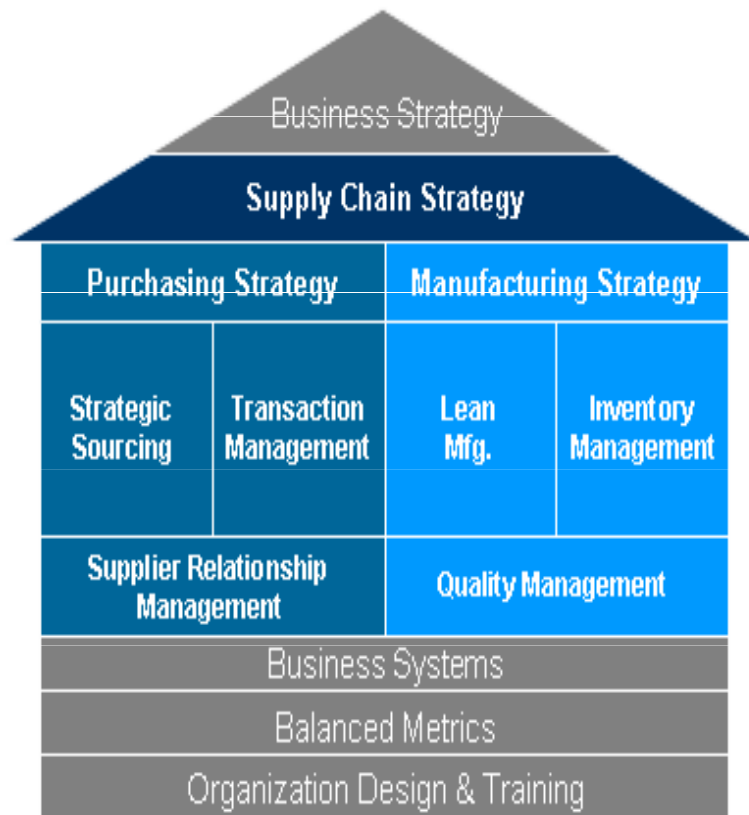 Business Strategy
Supply Chain Strategy
Purchasing Strategy
Manufacturing Strategy
Strategic
Sourcing
Transaction
Management
Lean
Mfg.
Inventory
Management
Supplier Relationship
Management
Quality Management
Business Systems
Balanced Metrics
Organization Design & Training